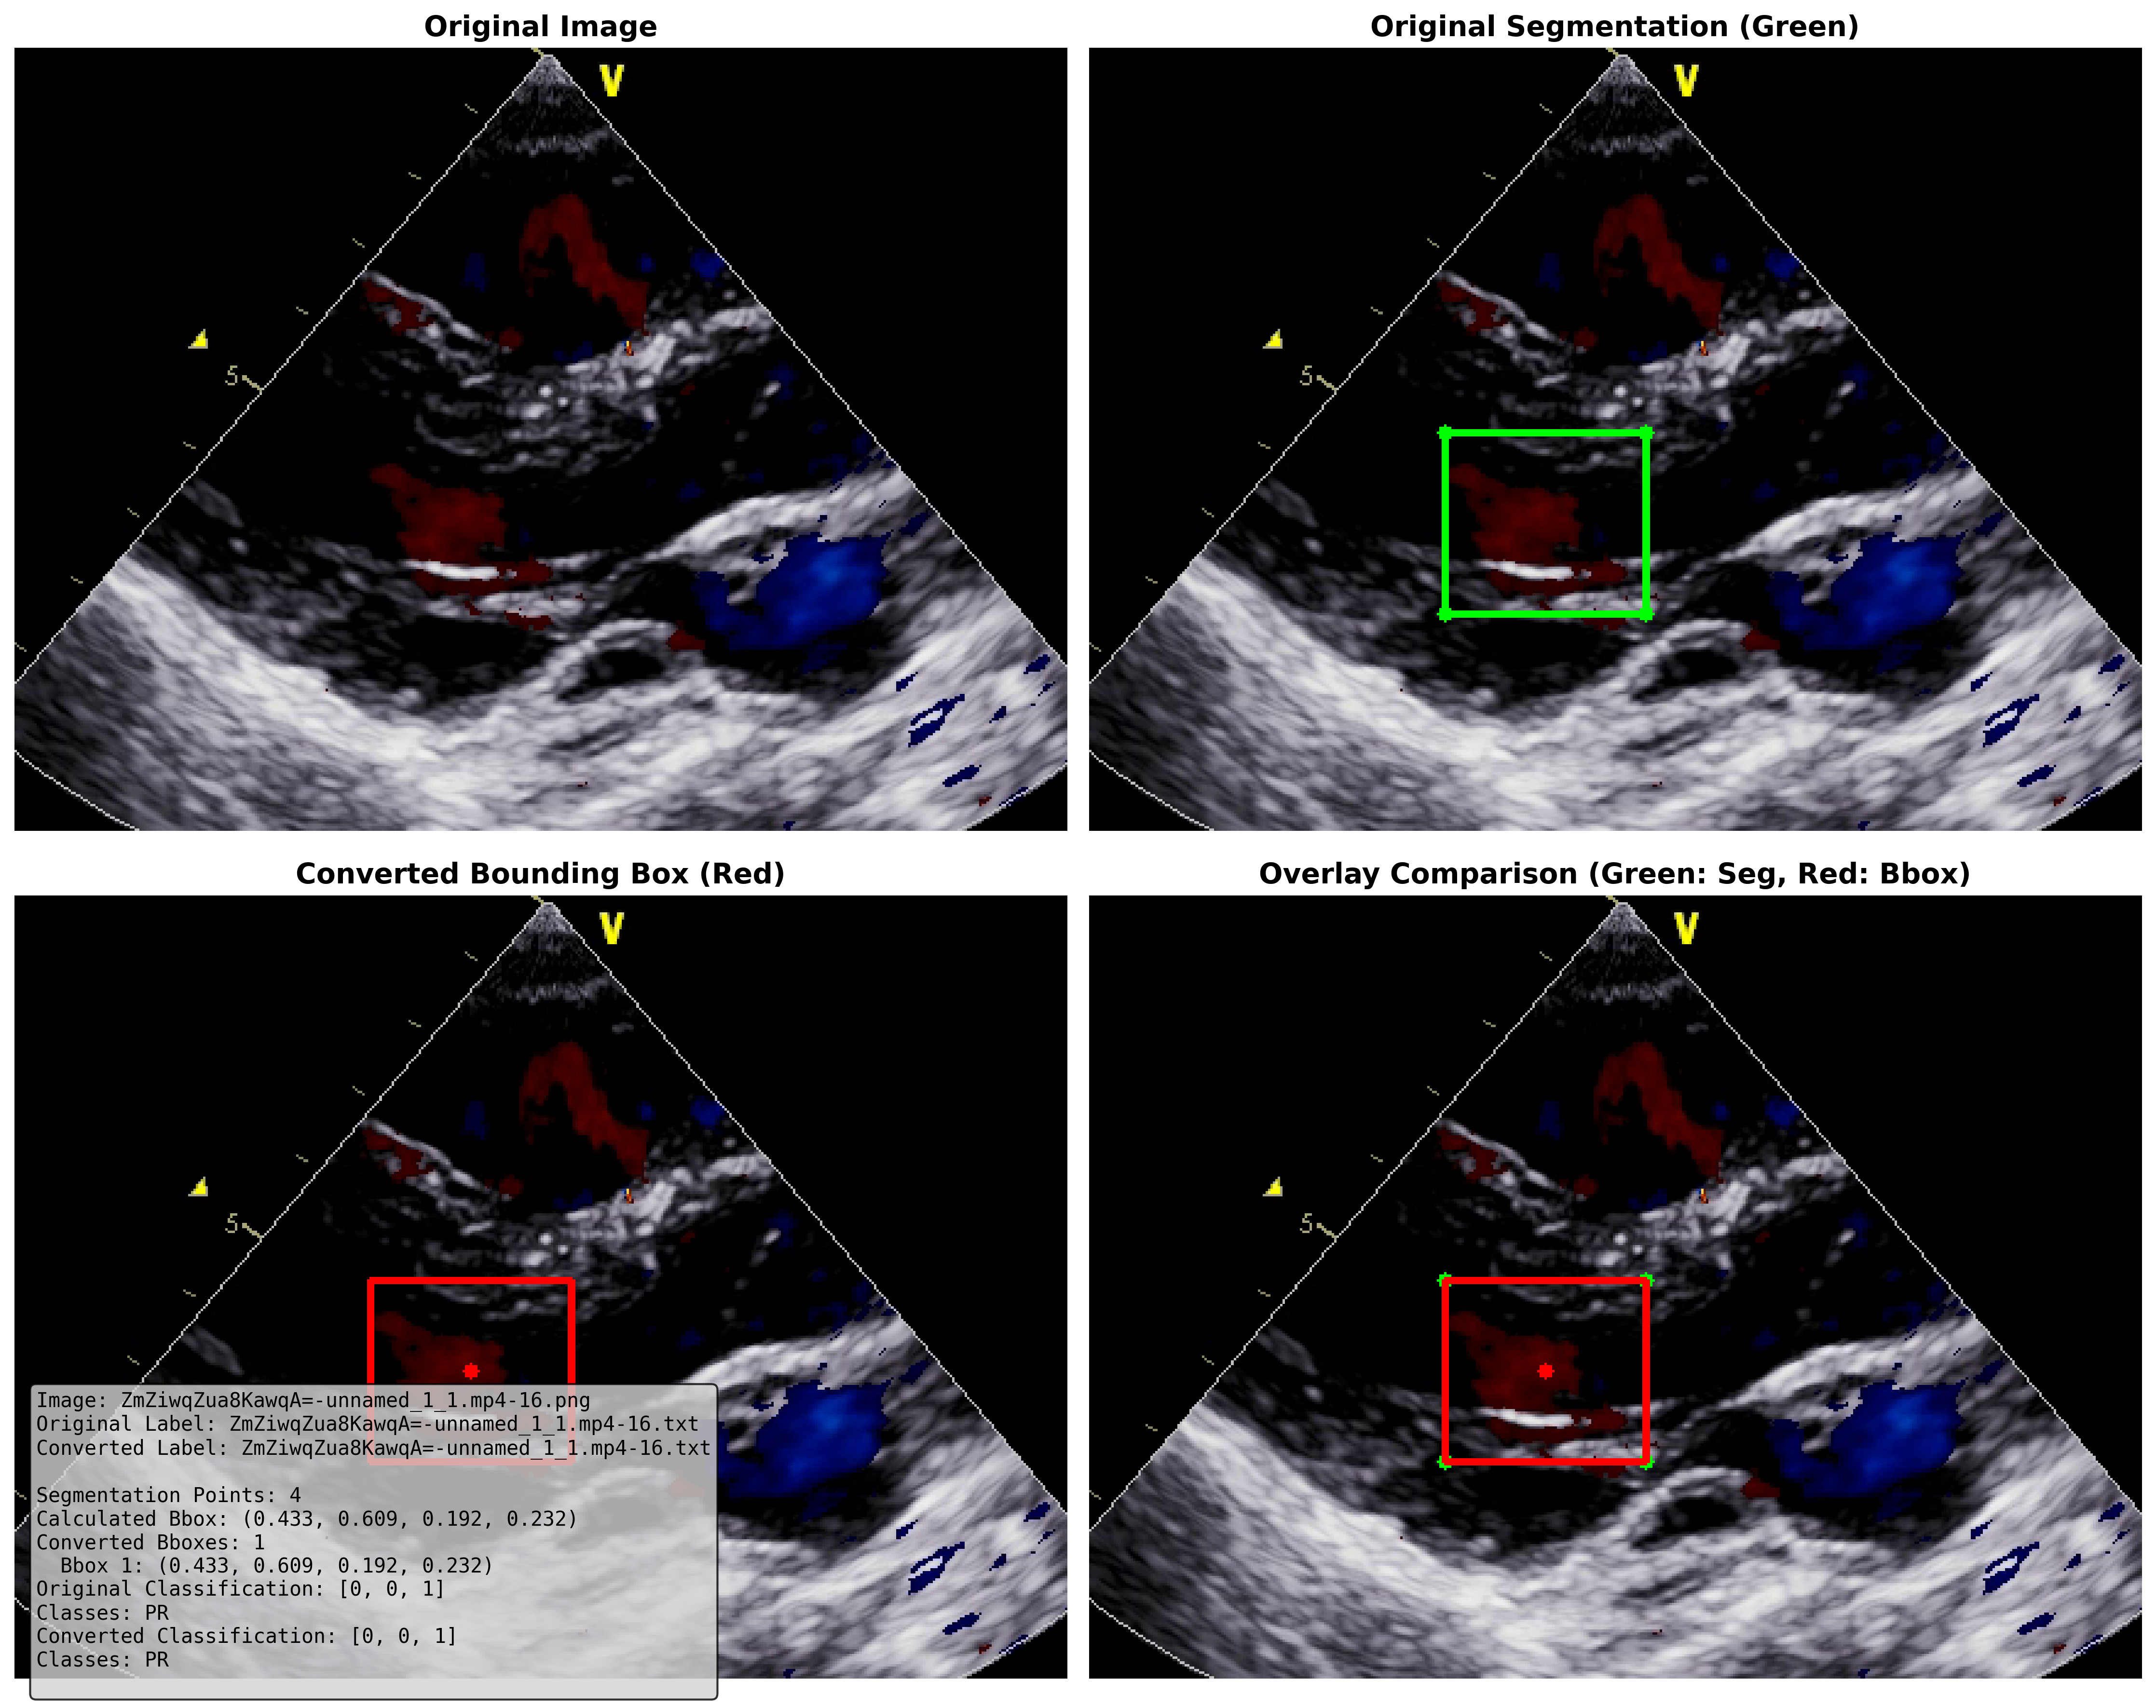 Original Image
Original Segmentation (Green)
V
V
5
5
Converted Bounding Box (Red)
Overlay Comparison (Green: Seg, Red: Bbox)
V
V
5
5
Image: ZmZiwqZua8KawqA=-unnamed_1_1.mp4-16.png
Original Label: ZmZiwqZua8KawqA=-unnamed_1_1.mp4-16.txt
Converted Label: ZmZiwqZua8KawqA=-unnamed_1_1.mp4-16.txt
Segmentation Points: 4
Calculated Bbox: (0.433, 0.609, 0.192, 0.232)
Converted Bboxes: 1
Bbox 1: (0.433, 0.609, 0.192, 0.232)
Original Classification: [0, 0, 1]
Classes: PR
Converted Classification: [0, 0, 1]
Classes: PR